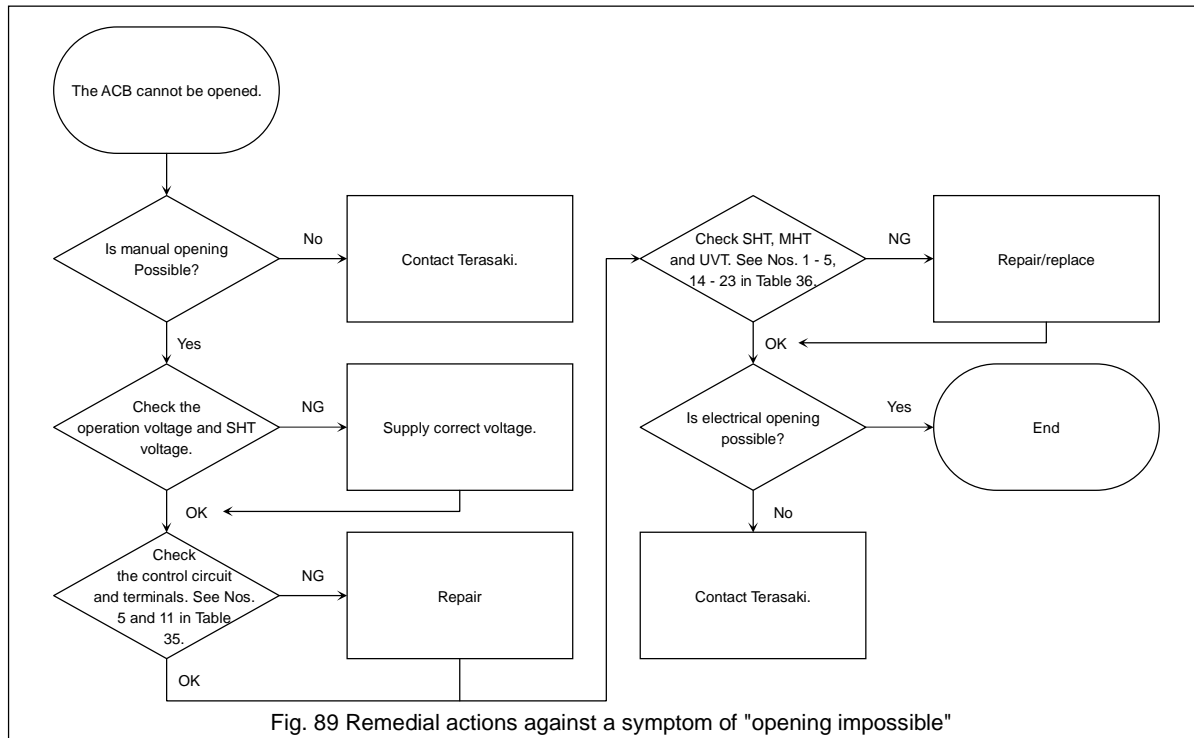 The ACB cannot be opened.
Is manual opening
Possible?
No
Contact Terasaki.
Yes
Check the
operation voltage and SHT
voltage.
NG
Supply correct voltage.
OK
Check
the control circuit
and terminals. See Nos.
5 and 11 in Table
35.
NG
Repair
OK
Check SHT, MHT
and UVT. See Nos. 1 - 5,
14 - 23 in Table 36.
NG
Repair/replace
OK
Is electrical opening
possible?
Yes
End
No
Contact Terasaki.
Fig. 89 Remedial actions against a symptom of "opening impossible"